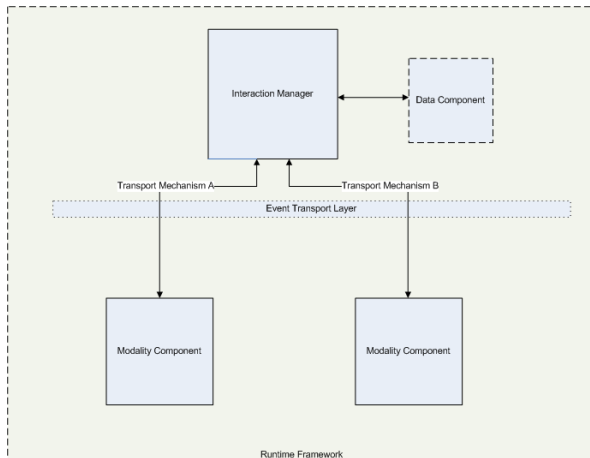 Interaction Manager
Data Component
Transport Mechanism A
Transport Mechanism B
Event Transport Layer
Modality Component
Modality Component
Runtime Framework